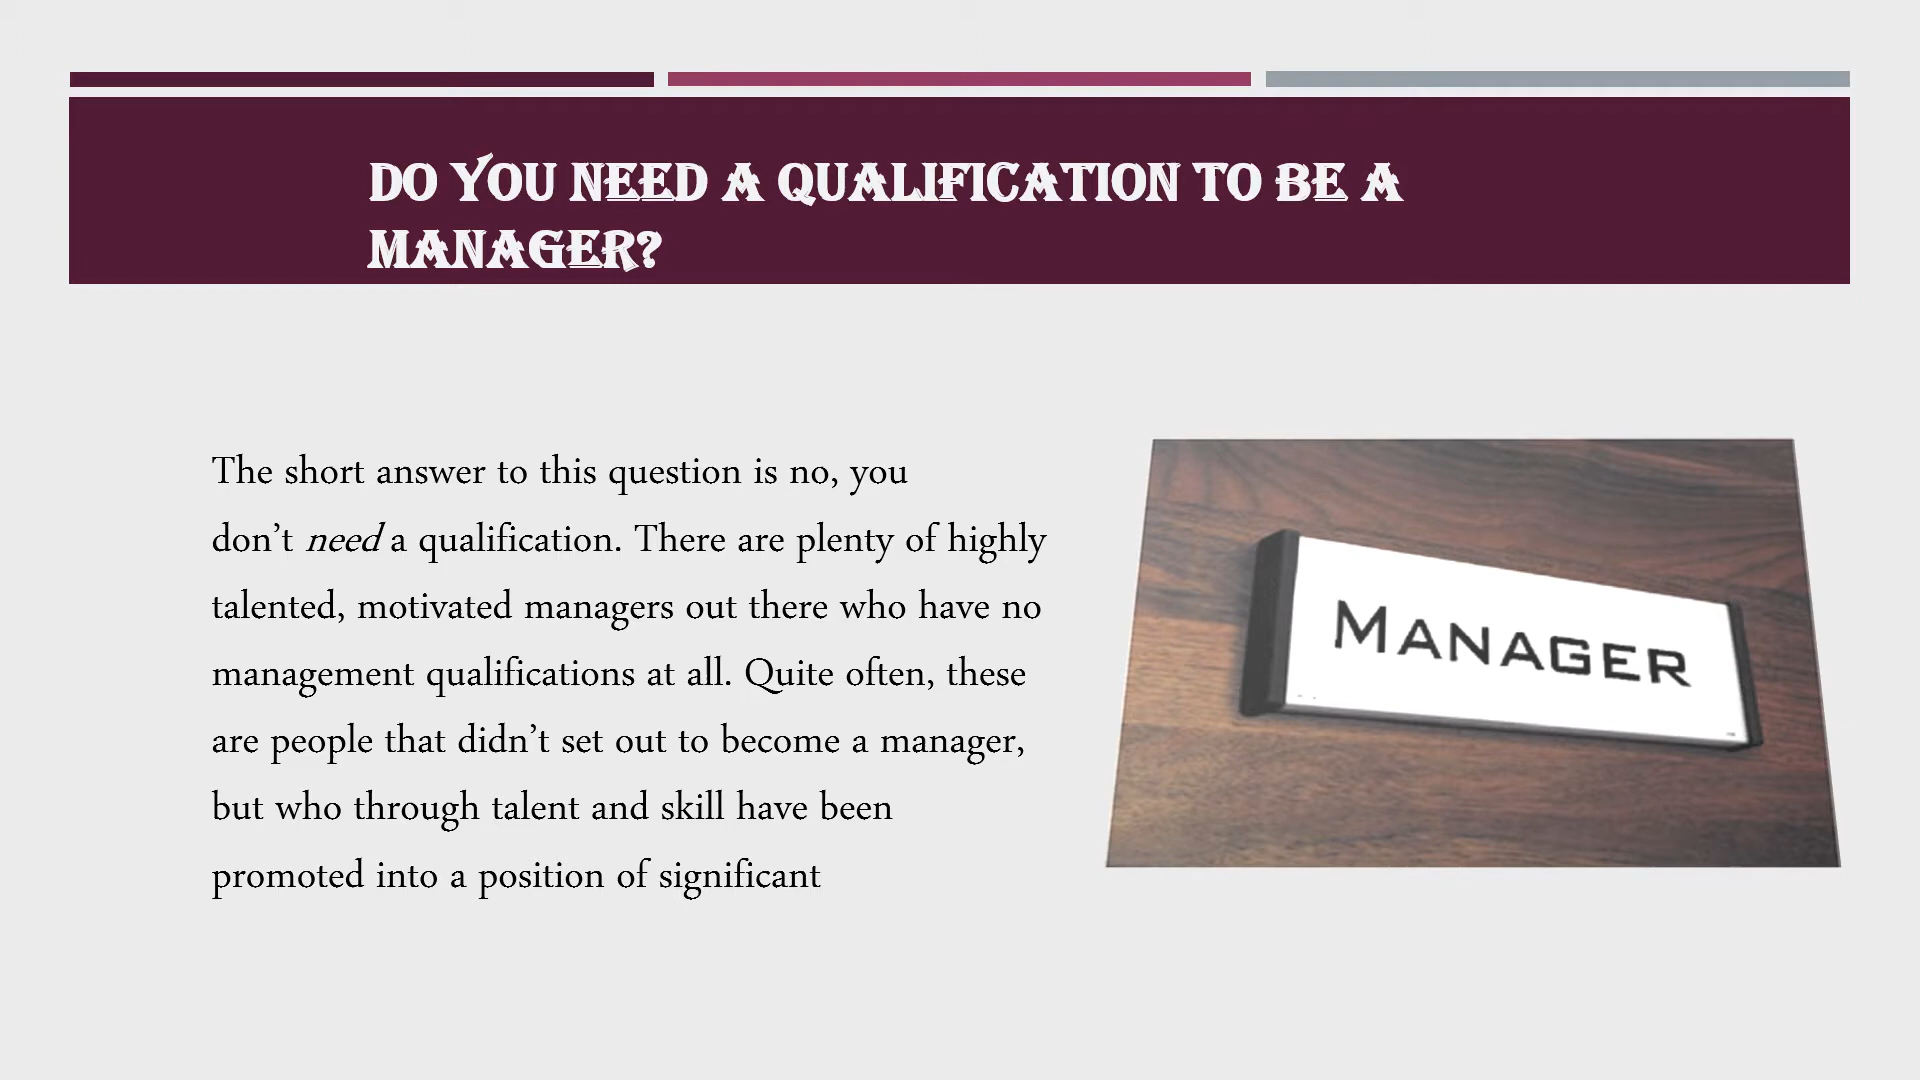 DO YOU NEED A QUALIFICATION TO BE A
MANAGER?
The short answer to this question is no, you
don’t need a qualification. There are plenty of highly
talented, motivated managers out there who have no
management qualifications at all. Quite often, these
are people that didn’t set out to become a manager,
but who through talent and skill have been
promoted into a position of significant
MANAGER